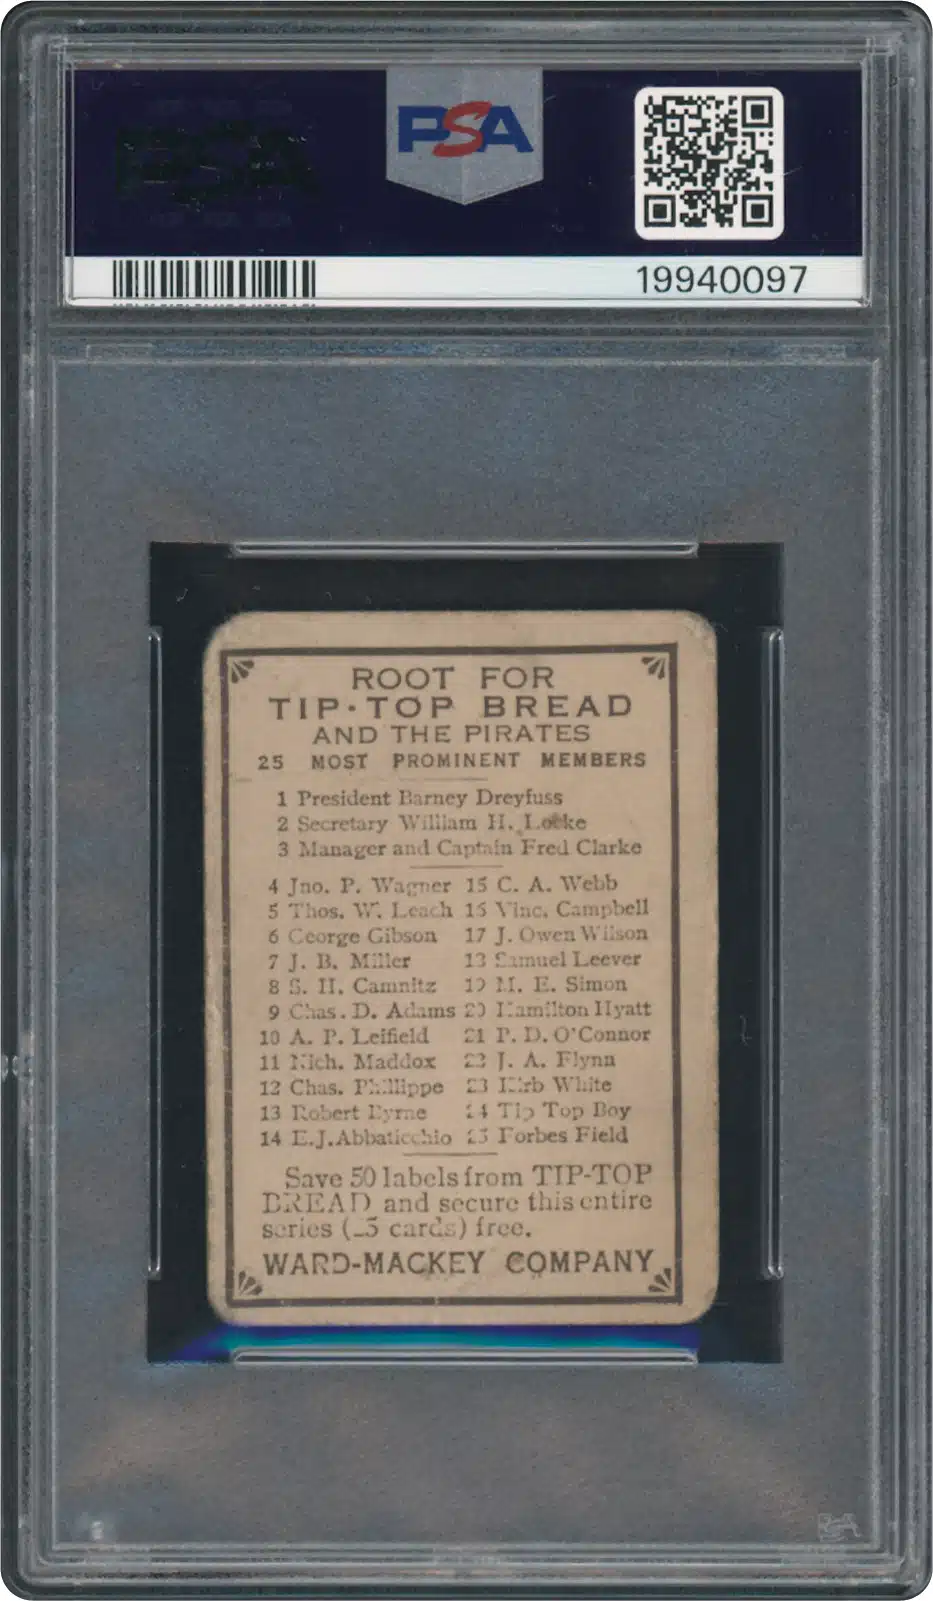 PSA
19940097
ROOT FOR
TIP·TOP BREAD
AND THE PIRATES
25 MOST PROMINENT MEMBERS
1 President Barney Dreyfuss
2 Secretary William H. Locke
3 Manager and Captain Fred Clarke
4 Jno. P. Wagner
5 Thos. W. Leach
6 George Gibson
7 J. B. Miller
8 S. H. Camnitz
9 Chas. D. Adams
10 A. P. Leifield
11 Nich. Maddox
12 Chas. Phillippe
13 Robert Byrne
14 E. J. Abbaticchio
15 C. A. Webb
16 Vinc. Campbell
17 J. Owen Wilson
18 Samuel Leever
19 M. E. Simon
20 Hamilton Hyatt
21 P. D. O'Connor
22 J. A. Flynn
23 Kirb White
24 Tip Top Boy
25 Forbes Field
Save 50 labels from TIP-TOP
BREAD and secure this entire
series (25 cards) free.
WARD-MACKEY COMPANY